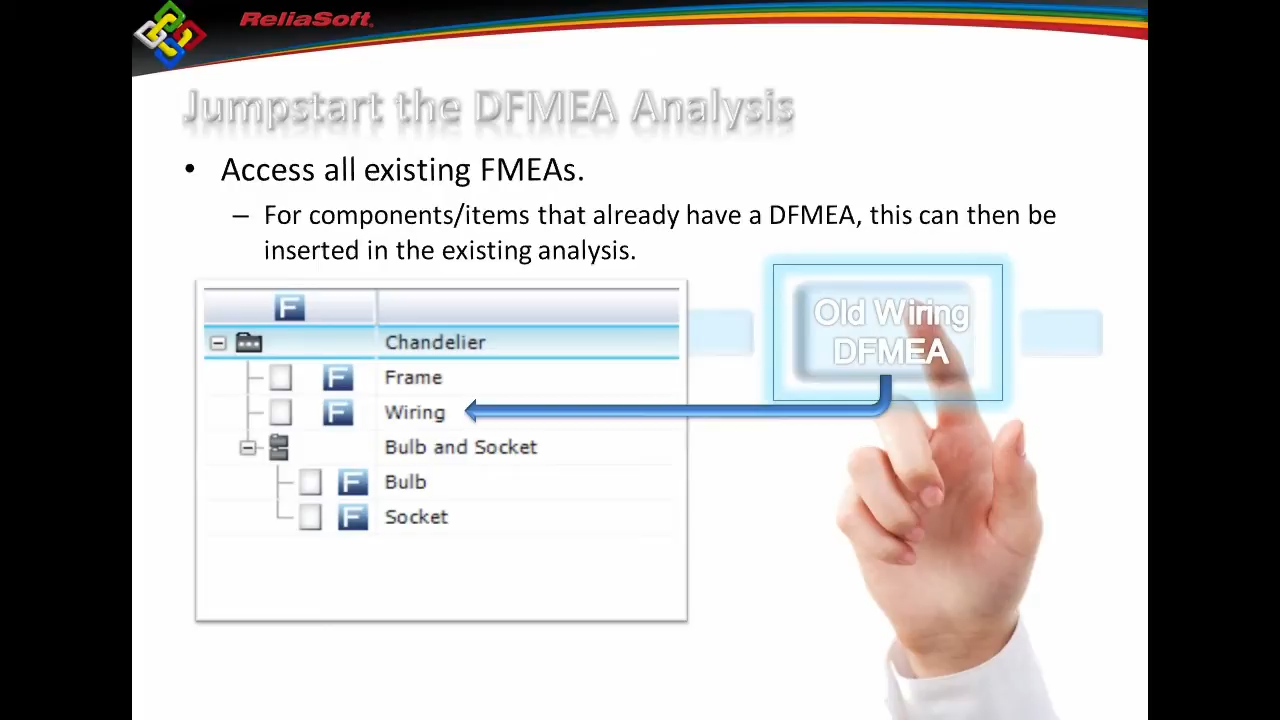 ReliaSoft
Jumpstart the DFMEA Analysis
• Access all existing FMEAs.
– For components/items that already have a DFMEA, this can then be
inserted in the existing analysis.
F
Chandelier
F Frame
F Wiring
Bulb and Socket
F Bulb
F Socket
Old Wiring
DFMEA